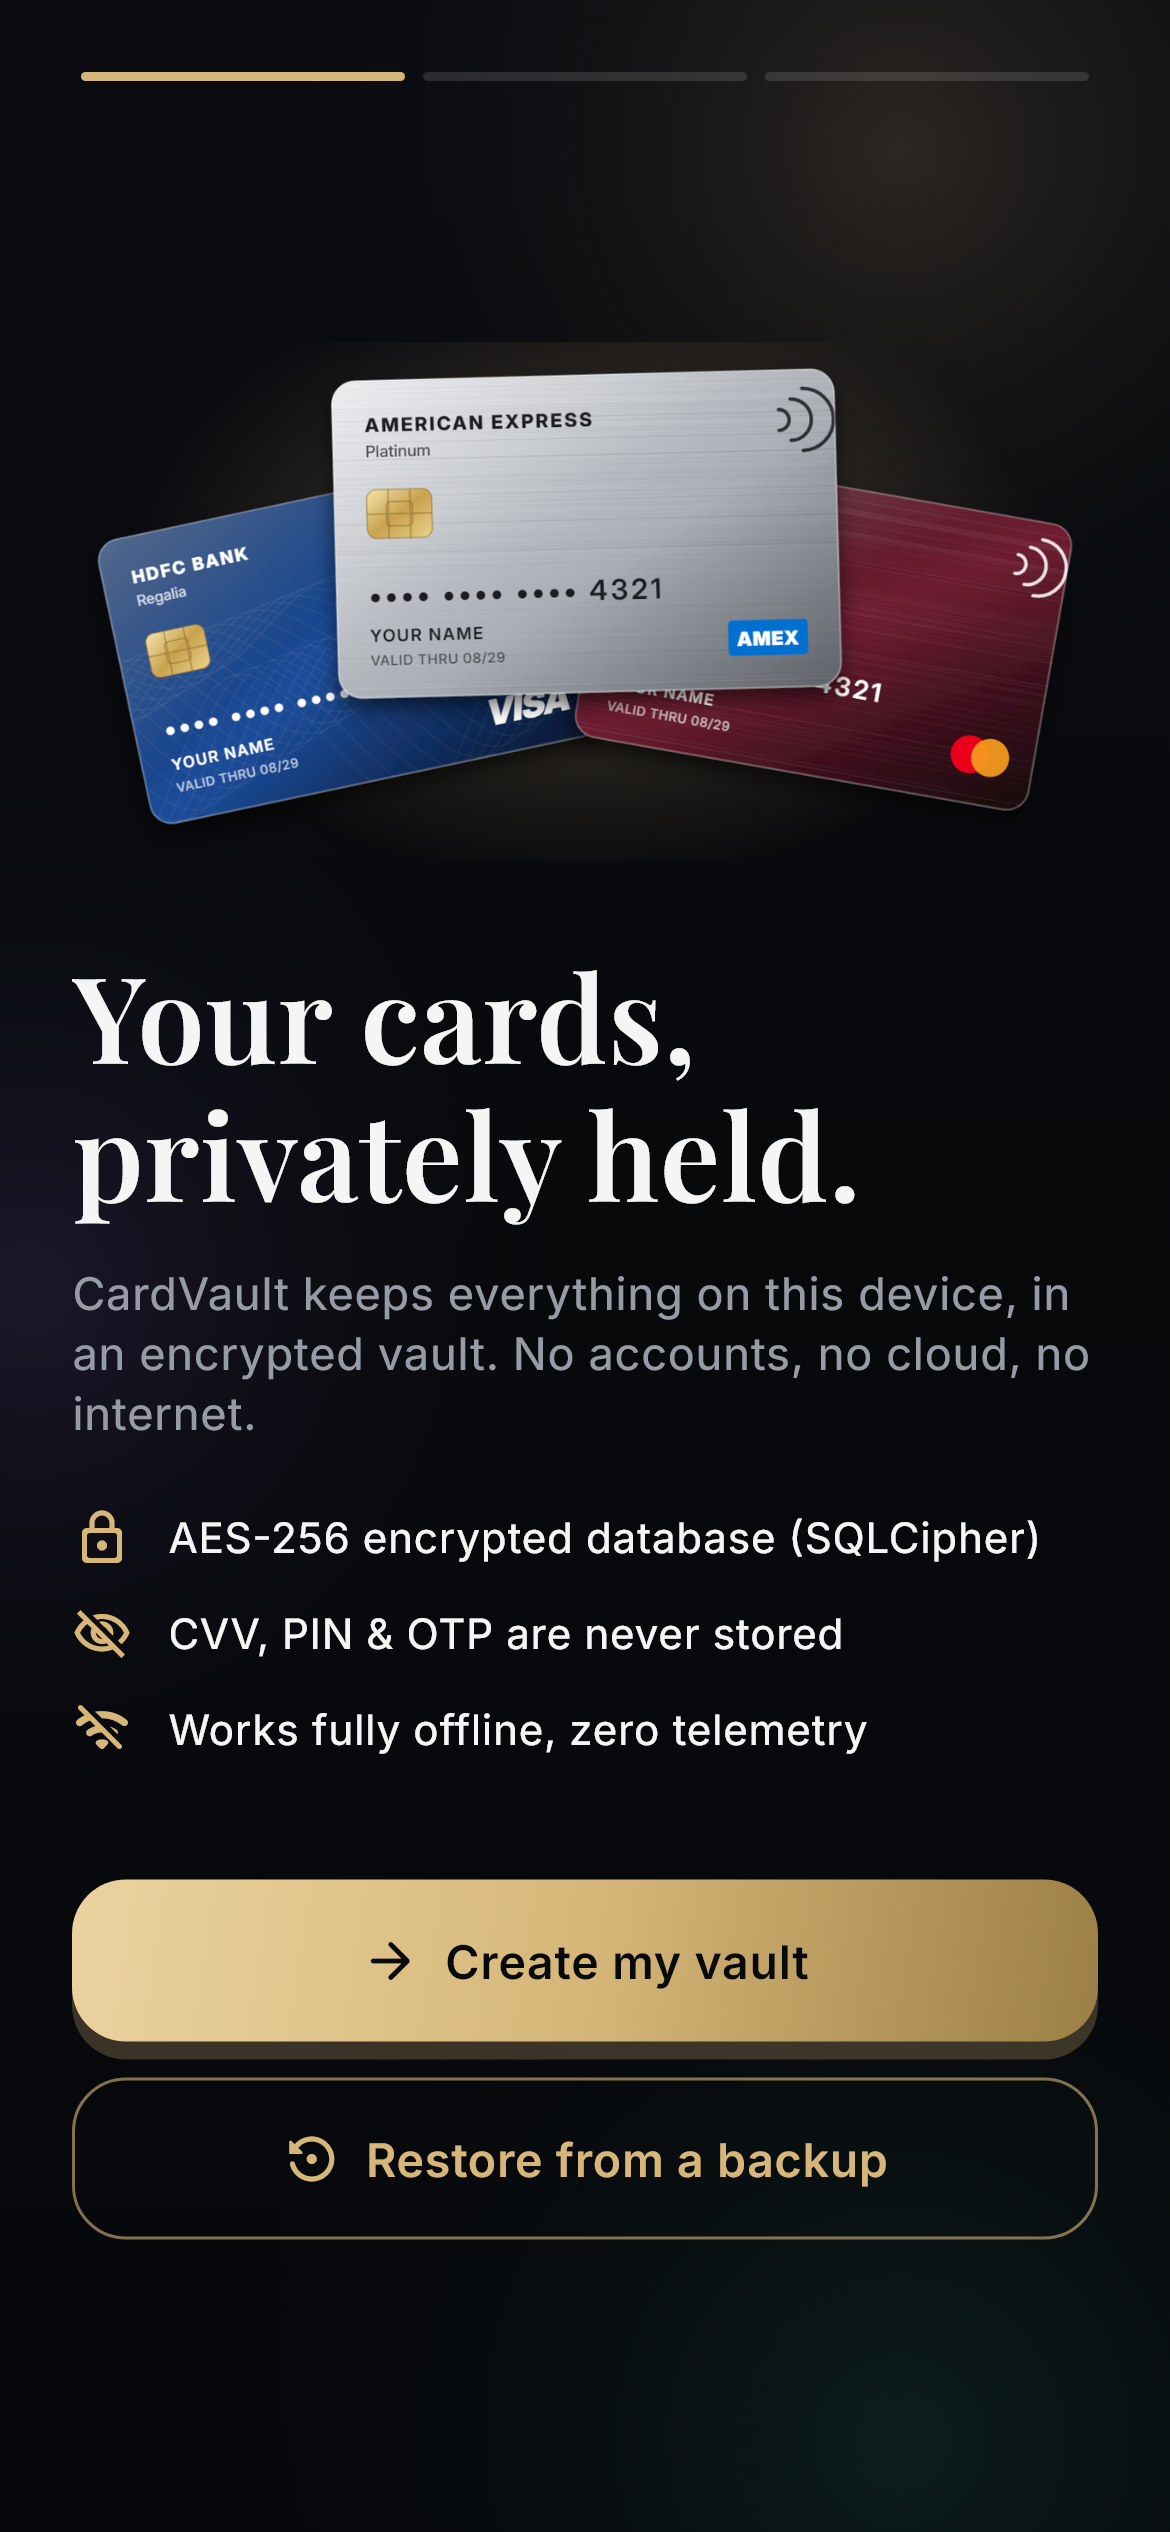 AMERICAN EXPRESS
Platinum
•••• •••• •••• 4321
YOUR NAME
VALID THRU 08/29
AMEX
HDFC BANK
Regalia
•••• •••• ••••
YOUR NAME
VALID THRU 08/29
VISA
4321
NAME
VALID THRU 08/29
Your cards,
privately held.
CardVault keeps everything on this device, in
an encrypted vault. No accounts, no cloud, no
internet.
AES-256 encrypted database (SQLCipher)
CVV, PIN & OTP are never stored
Works fully offline, zero telemetry
Create my vault
Restore from a backup